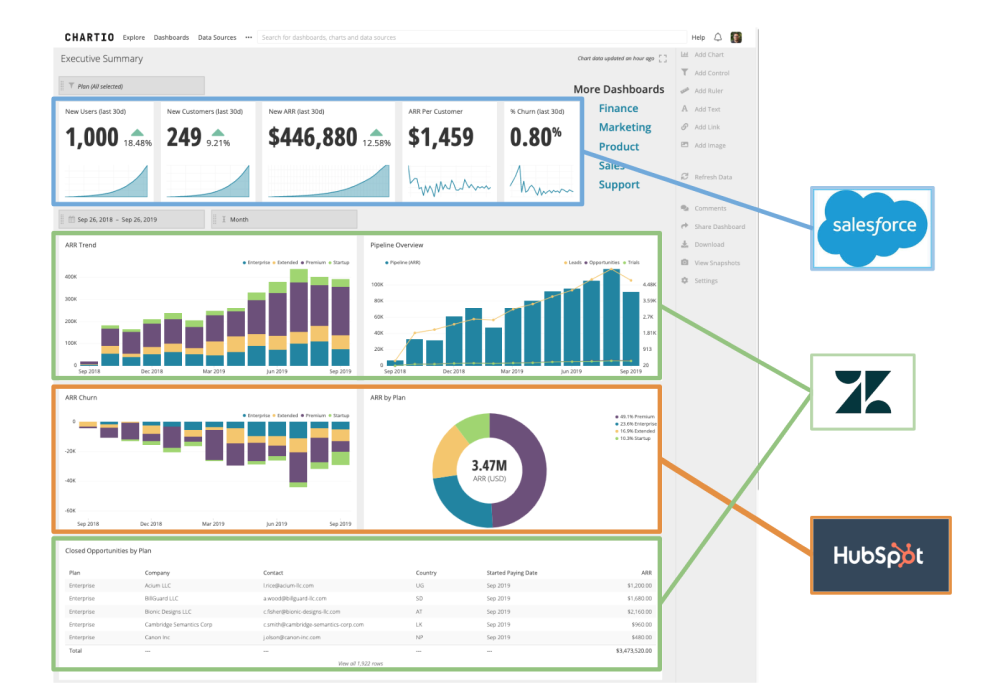 CHARTIO Explore Dashboards Data Sources ••• Search for dashboards, charts and data sources Help
Executive Summary Chart data updated an hour ago
Plan (All selected)
More Dashboards
Finance
Marketing
Product
Sales
Support
New Users (last 30d)
1,000 18.48%
New Customers (last 30d)
249 9.21%
New ARR (last 30d)
$446,880 12.58%
ARR Per Customer
$1,459
% Churn (last 30d)
0.80%
Add Chart
Add Control
Add Ruler
Add Text
Add Link
Add Image
Refresh Data
Comments
Share Dashboard
Download
View Snapshots
Settings
salesforce
Sep 26, 2018 – Sep 26, 2019 Month
ARR Trend
Enterprise Extended Premium Startup
400K
300K
200K
100K
0
Sep 2018 Dec 2018 Mar 2019 Jun 2019 Sep 2019
Pipeline Overview
Pipeline (ARR) Leads Opportunities Trials
100K
80K
60K
40K
20K
0
4.48K
3.59K
2.7K
1.81K
913
20
Sep 2018 Dec 2018 Mar 2019 Jun 2019 Sep 2019
ARR Churn
Enterprise Extended Premium Startup
0
-20K
-40K
-60K
Sep 2018 Dec 2018 Mar 2019 Jun 2019 Sep 2019
ARR by Plan
3.47M
ARR (USD)
49.1% Premium
23.6% Enterprise
16.9% Extended
10.3% Startup
HubSpot
Closed Opportunities by Plan
Plan Company Contact Country Started Paying Date ARR
Enterprise Acium LLC l.rice@acium-llc.com UG Sep 2019 $1,200.00
Enterprise BillGuard LLC a.wood@billguard-llc.com SD Sep 2019 $1,680.00
Enterprise Bionic Designs LLC c.fisher@bionic-designs-llc.com AT Sep 2019 $2,160.00
Enterprise Cambridge Semantics Corp c.smith@cambridge-semantics-corp.com LK Sep 2019 $960.00
Enterprise Canon Inc j.olson@canon-inc.com NP Sep 2019 $480.00
Total — — — — $3,473,520.00
View all 1,922 rows